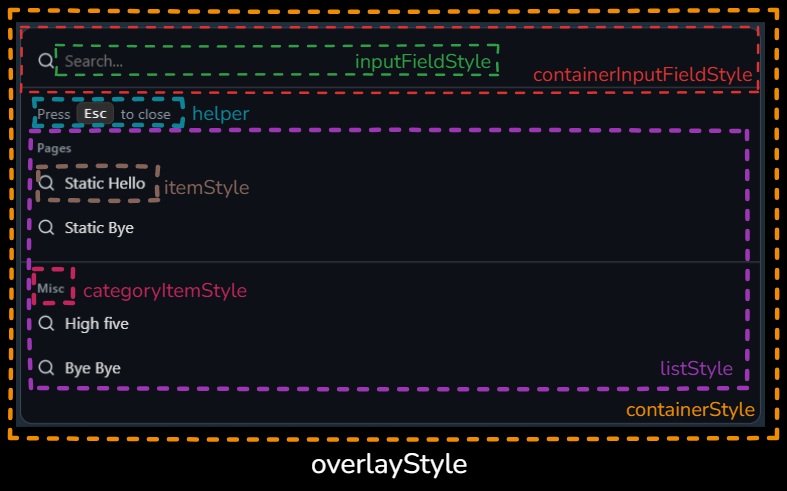 Search... inputFieldStyle
containerInputFieldStyle
Press Esc to close helper
Pages
Static Hello itemStyle
Static Bye
Misc categoryItemStyle
High five
Bye Bye listStyle
containerStyle
overlayStyle